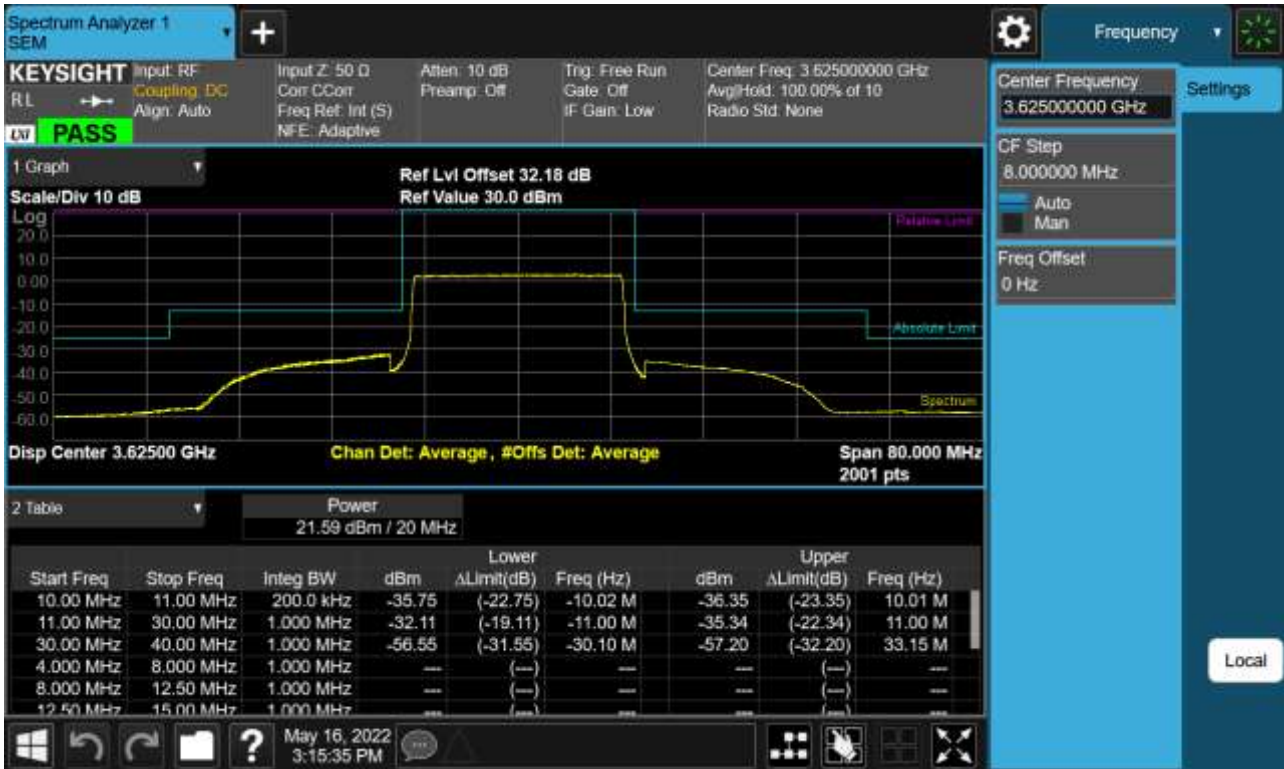 Spectrum Analyzer 1
SEM
+
Frequency
KEYSIGHT
RL
LXI
PASS
Input: RF
Coupling: DC
Align: Auto
Input Z: 50 Ω
Corr CCorr
Freq Ref: Int (S)
NFE: Adaptive
Atten: 10 dB
Preamp: Off
Trig: Free Run
Gate: Off
IF Gain: Low
Center Freq: 3.625000000 GHz
Avg|Hold: 100.00% of 10
Radio Std: None
Center Frequency
3.625000000 GHz
Settings
CF Step
8.000000 MHz
Auto
Man
Freq Offset
0 Hz
Local
1 Graph
Scale/Div 10 dB
Ref Lvl Offset 32.18 dB
Ref Value 30.0 dBm
Log
20.0
10.0
0.00
-10.0
-20.0
-30.0
-40.0
-50.0
-60.0
Relative Limit
Absolute Limit
Spectrum
Disp Center 3.62500 GHz
Chan Det: Average, #Offs Det: Average
Span 80.000 MHz
2001 pts
2 Table
Power
21.59 dBm / 20 MHz
Lower Upper
Start Freq Stop Freq Integ BW dBm ΔLimit(dB) Freq (Hz) dBm ΔLimit(dB) Freq (Hz)
10.00 MHz 11.00 MHz 200.0 kHz -35.75 (-22.75) -10.02 M -36.35 (-23.35) 10.01 M
11.00 MHz 30.00 MHz 1.000 MHz -32.11 (-19.11) -11.00 M -35.34 (-22.34) 11.00 M
30.00 MHz 40.00 MHz 1.000 MHz -56.55 (-31.55) -30.10 M -57.20 (-32.20) 33.15 M
4.000 MHz 8.000 MHz 1.000 MHz --- (---) --- --- (---) ---
8.000 MHz 12.50 MHz 1.000 MHz --- (---) --- --- (---) ---
12.50 MHz 15.00 MHz 1.000 MHz --- (---) --- --- (---) ---
?
May 16, 2022
3:15:35 PM